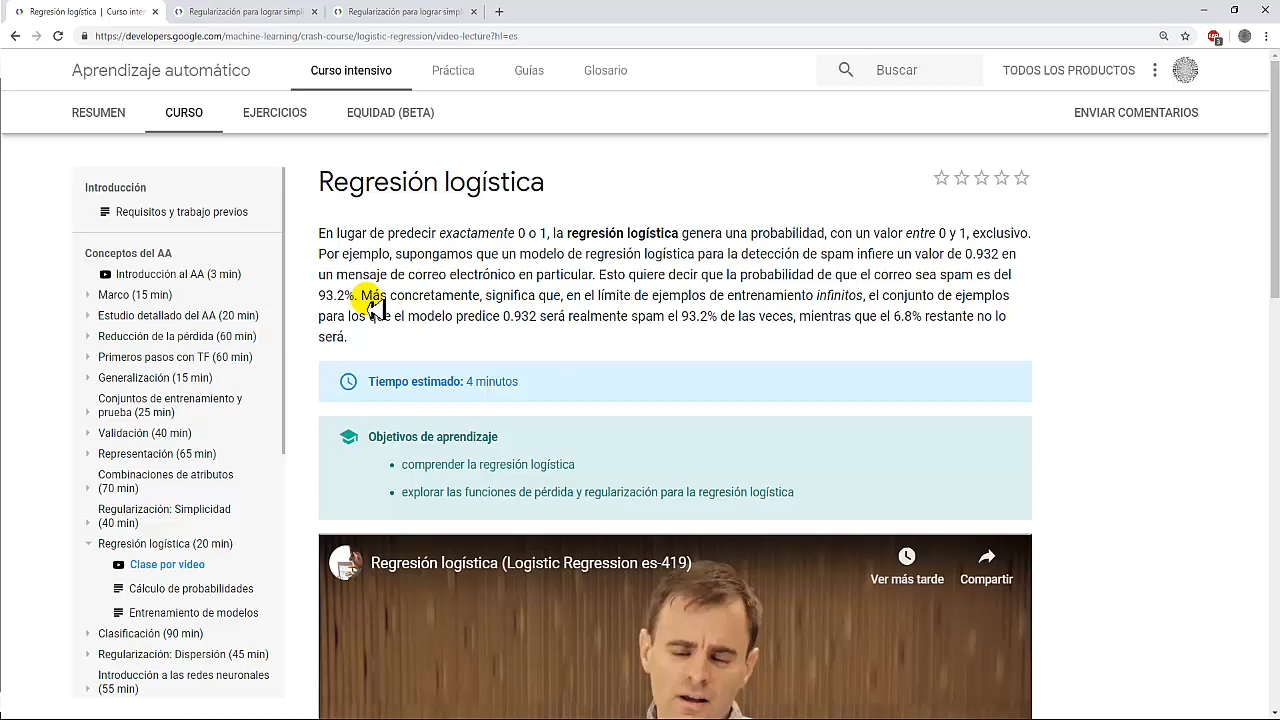 Regresión logística | Curso inten
Regularización para lograr simpli
Regularización para lograr simpli
https://developers.google.com/machine-learning/crash-course/logistic-regression/video-lecture?hl=es
3
Aprendizaje automático
Curso intensivo
Práctica
Guías
Glosario
Buscar
TODOS LOS PRODUCTOS
RESUMEN
CURSO
EJERCICIOS
EQUIDAD (BETA)
ENVIAR COMENTARIOS
Introducción
Requisitos y trabajo previos
Conceptos del AA
Introducción al AA (3 min)
Marco (15 min)
Estudio detallado del AA (20 min)
Reducción de la pérdida (60 min)
Primeros pasos con TF (60 min)
Generalización (15 min)
Conjuntos de entrenamiento y
prueba (25 min)
Validación (40 min)
Representación (65 min)
Combinaciones de atributos
(70 min)
Regularización: Simplicidad
(40 min)
Regresión logística (20 min)
Clase por video
Cálculo de probabilidades
Entrenamiento de modelos
Clasificación (90 min)
Regularización: Dispersión (45 min)
Introducción a las redes neuronales
(55 min)
Regresión logística
En lugar de predecir exactamente 0 o 1, la regresión logística genera una probabilidad, con un valor entre 0 y 1, exclusivo.
Por ejemplo, supongamos que un modelo de regresión logística para la detección de spam infiere un valor de 0.932 en
un mensaje de correo electrónico en particular. Esto quiere decir que la probabilidad de que el correo sea spam es del
93.2%. Más concretamente, significa que, en el límite de ejemplos de entrenamiento infinitos, el conjunto de ejemplos
para los que el modelo predice 0.932 será realmente spam el 93.2% de las veces, mientras que el 6.8% restante no lo
será.
Tiempo estimado: 4 minutos
Objetivos de aprendizaje
comprender la regresión logística
explorar las funciones de pérdida y regularización para la regresión logística
Regresión logística (Logistic Regression es-419)
Ver más tarde
Compartir